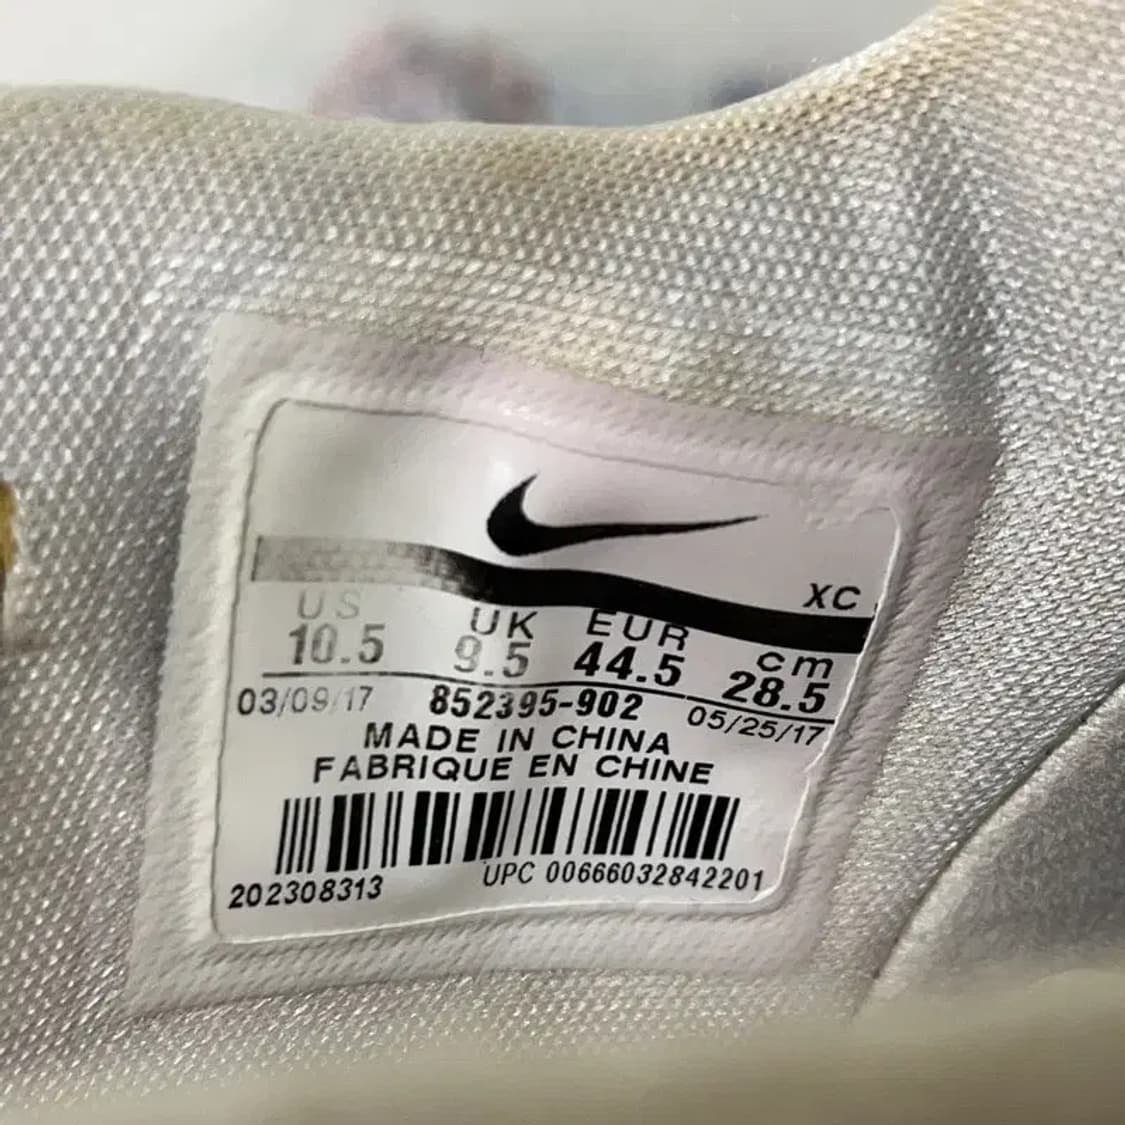 XC
US UK EUR cm
10.5 9.5 44.5 28.5
03/09/17 852395-902 05/25/17
MADE IN CHINA
FABRIQUE EN CHINE
202308313 UPC 00666032842201